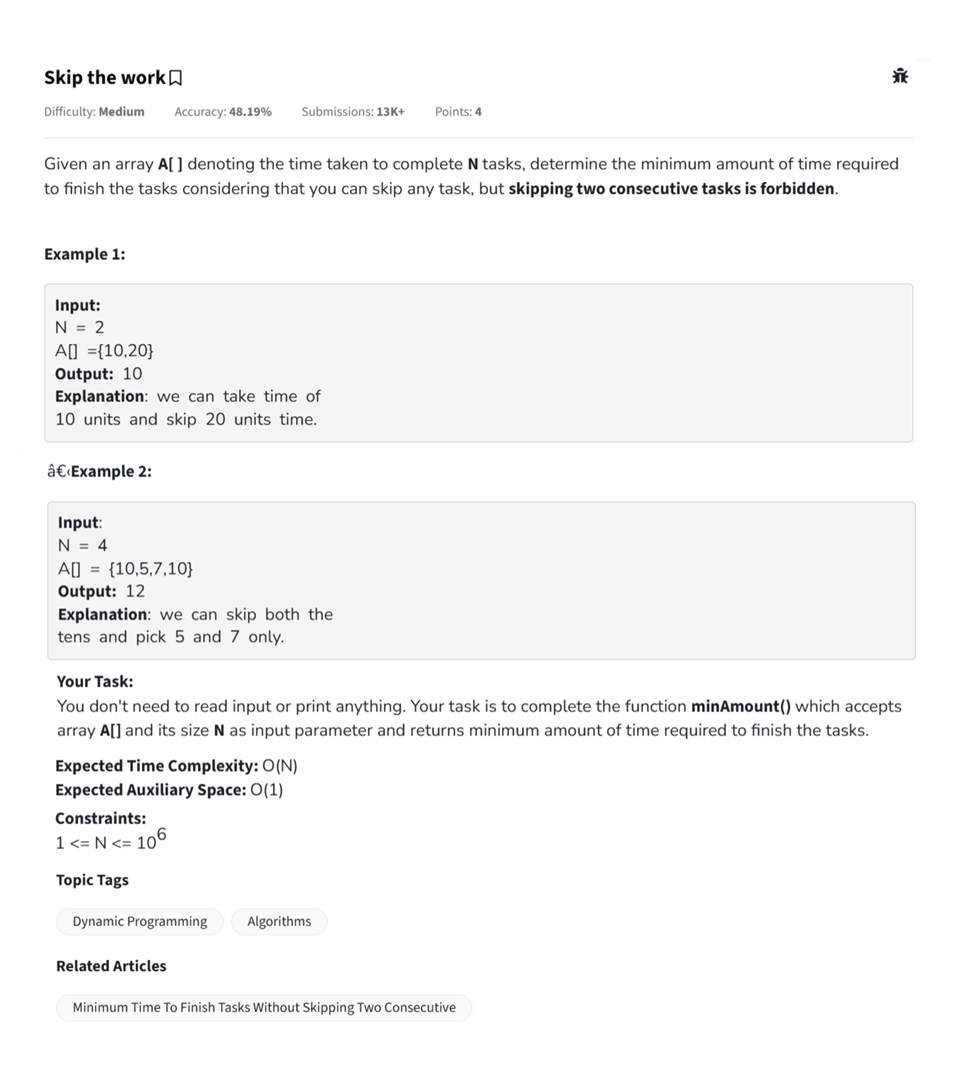 Skip the work
Difficulty: Medium Accuracy: 48.19% Submissions: 13K+ Points: 4
Given an array A[ ] denoting the time taken to complete N tasks, determine the minimum amount of time required
to finish the tasks considering that you can skip any task, but skipping two consecutive tasks is forbidden.
Example 1:
Input:
N = 2
A[] ={10,20}
Output: 10
Explanation: we can take time of
10 units and skip 20 units time.
â€‹Example 2:
Input:
N = 4
A[] = {10,5,7,10}
Output: 12
Explanation: we can skip both the
tens and pick 5 and 7 only.
Your Task:
You don't need to read input or print anything. Your task is to complete the function minAmount() which accepts
array A[] and its size N as input parameter and returns minimum amount of time required to finish the tasks.
Expected Time Complexity: O(N)
Expected Auxiliary Space: O(1)
Constraints:
1 <= N <= 10^6
Topic Tags
Dynamic Programming Algorithms
Related Articles
Minimum Time To Finish Tasks Without Skipping Two Consecutive